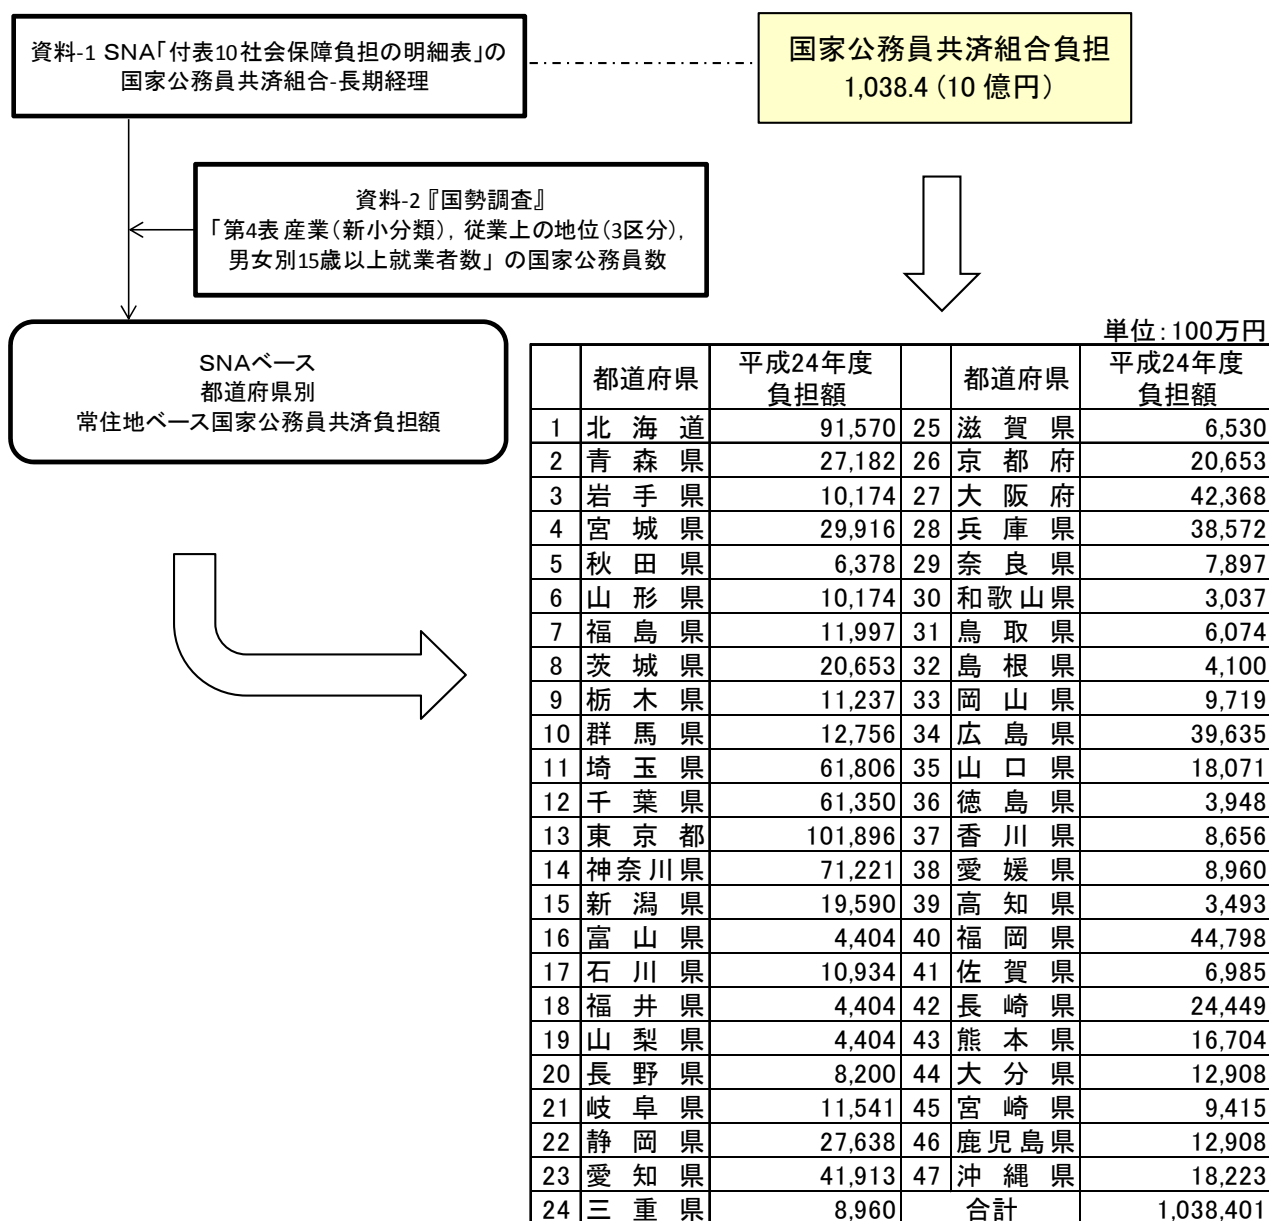 資料-1 SNA「付表10社会保障負担の明細表」の
国家公務員共済組合-長期経理
国家公務員共済組合負担
1,038.4 (10 億円)
資料-2『国勢調査』
「第4表 産業(新小分類),従業上の地位(3区分),
男女別15歳以上就業者数」の国家公務員数
SNAベース
都道府県別
常住地ベース国家公務員共済負担額
単位:100万円
都道府県 平成24年度 負担額 都道府県 平成24年度 負担額
1 北海道 91,570 25 滋賀県 6,530
2 青森県 27,182 26 京都府 20,653
3 岩手県 10,174 27 大阪府 42,368
4 宮城県 29,916 28 兵庫県 38,572
5 秋田県 6,378 29 奈良県 7,897
6 山形県 10,174 30 和歌山県 3,037
7 福島県 11,997 31 鳥取県 6,074
8 茨城県 20,653 32 島根県 4,100
9 栃木県 11,237 33 岡山県 9,719
10 群馬県 12,756 34 広島県 39,635
11 埼玉県 61,806 35 山口県 18,071
12 千葉県 61,350 36 徳島県 3,948
13 東京都 101,896 37 香川県 8,656
14 神奈川県 71,221 38 愛媛県 8,960
15 新潟県 19,590 39 高知県 3,493
16 富山県 4,404 40 福岡県 44,798
17 石川県 10,934 41 佐賀県 6,985
18 福井県 4,404 42 長崎県 24,449
19 山梨県 4,404 43 熊本県 16,704
20 長野県 8,200 44 大分県 12,908
21 岐阜県 11,541 45 宮崎県 9,415
22 静岡県 27,638 46 鹿児島県 12,908
23 愛知県 41,913 47 沖縄県 18,223
24 三重県 8,960 合計 1,038,401